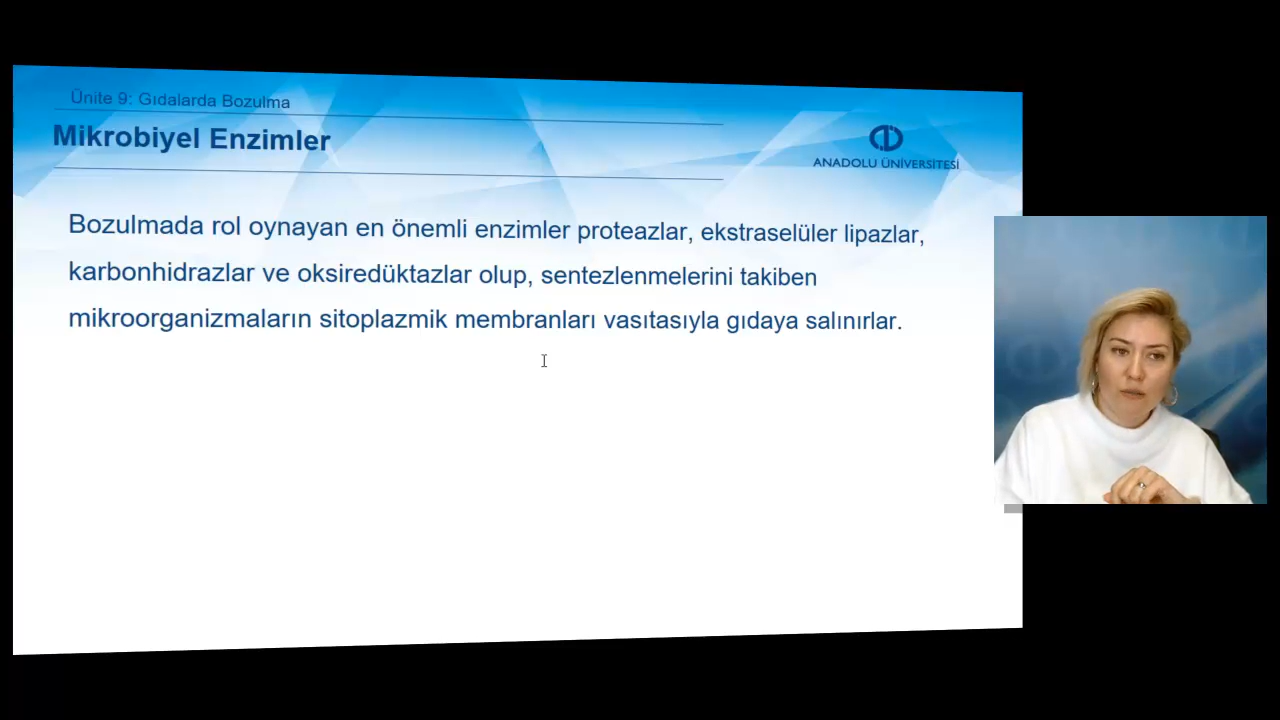 Ünite 9: Gıdalarda Bozulma
Mikrobiyel Enzimler
ANADOLU ÜNİVERSİTESİ
Bozulmada rol oynayan en önemli enzimler proteazlar, ekstraselüler lipazlar,
karbonhidrazlar ve oksiredüktazlar olup, sentezlenmelerini takiben
mikroorganizmaların sitoplazmik membranları vasıtasıyla gıdaya salınırlar.